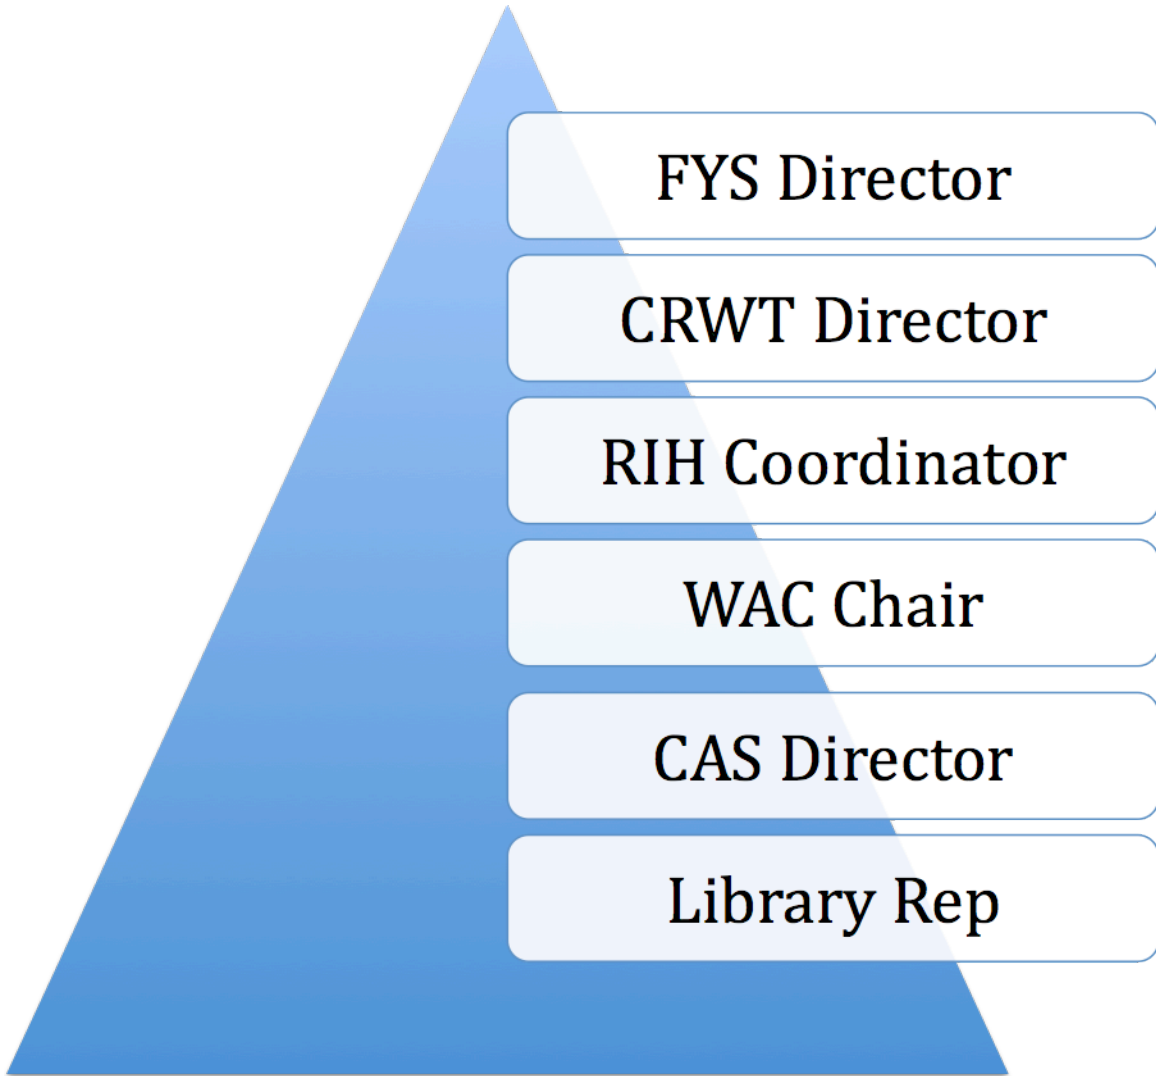 FYS Director
CRWT Director
RIH Coordinator
WAC Chair
CAS Director
Library Rep